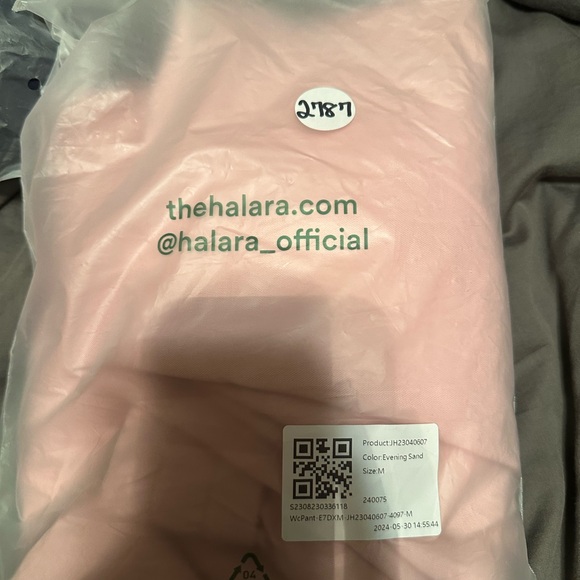 2787
thehalara.com
@halara_official
Product:JH23040607
Color:Evening Sand
Size:M
240075
S2308230336118
WcPant-E7DXM-JH23040607-4097-M
2024-05-30 14:55:44
04